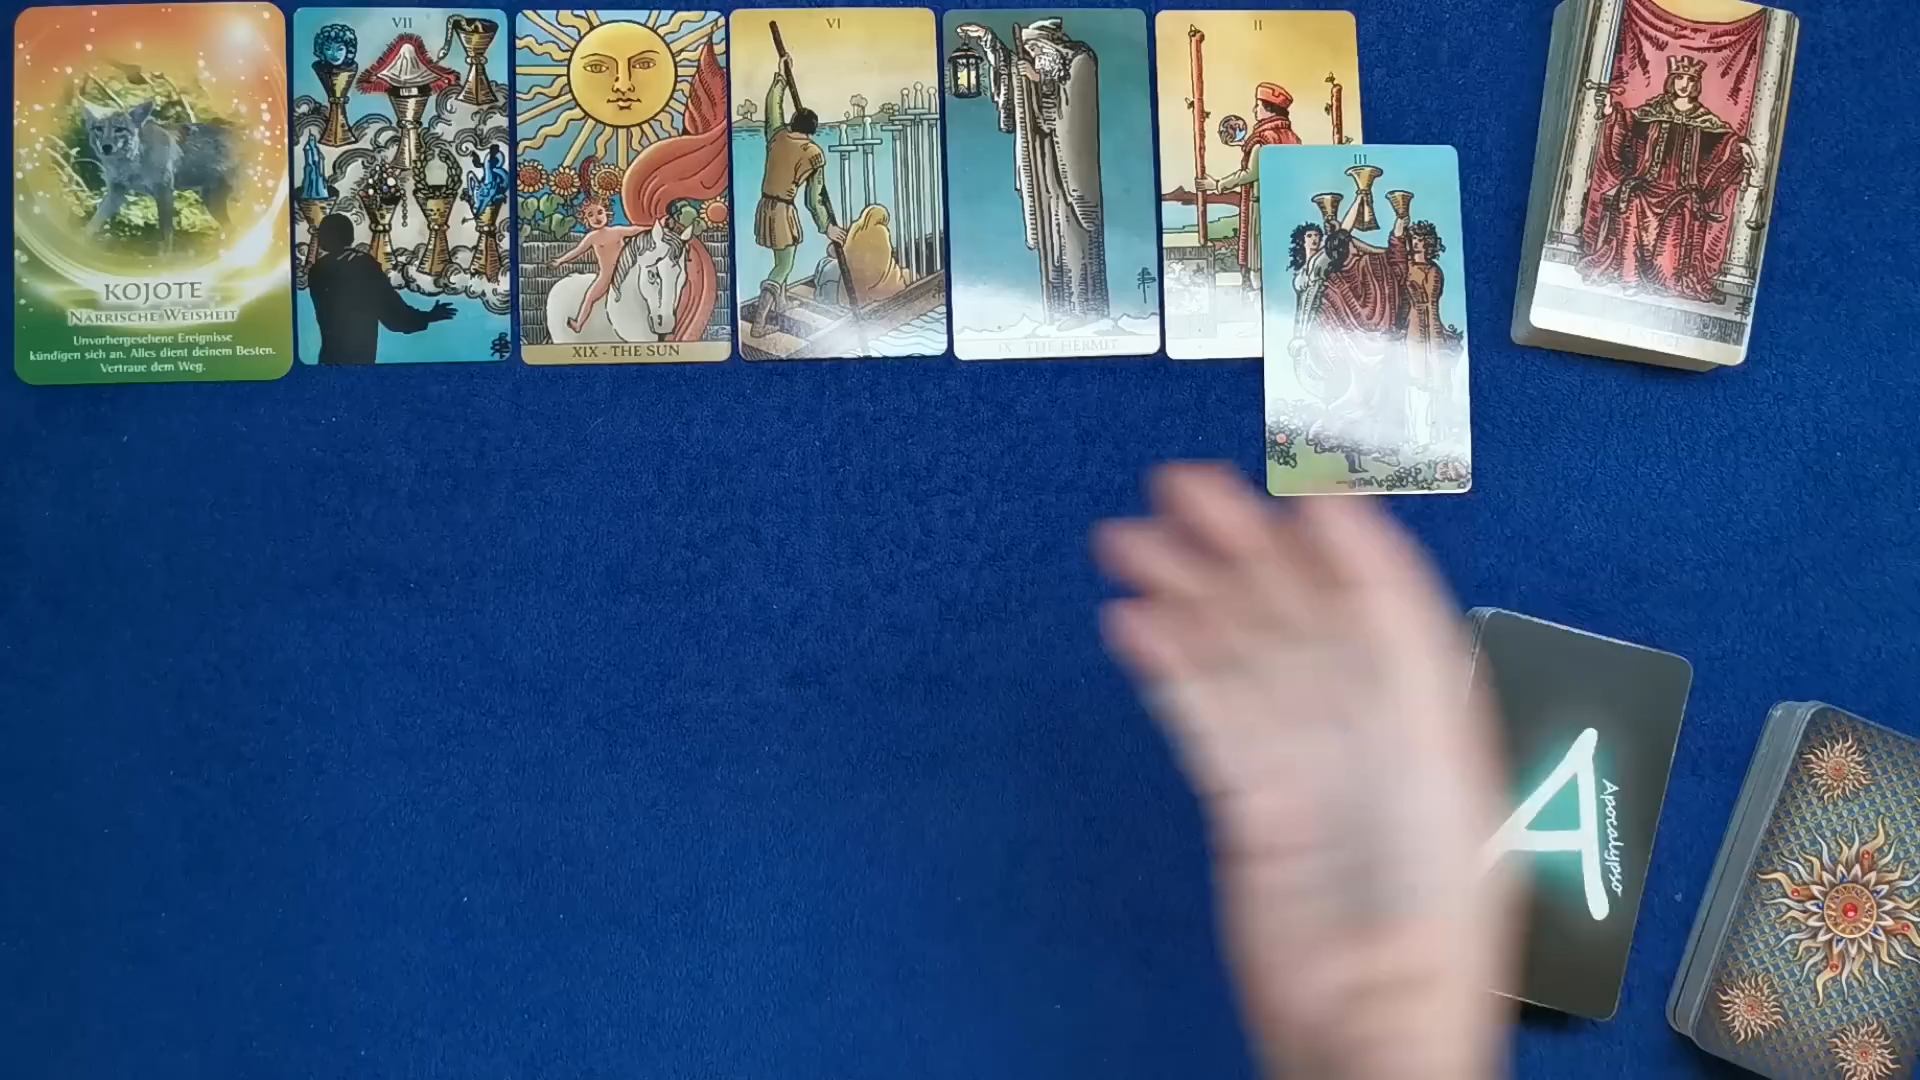 KOJOTE
NÄRRISCHE WEISHEIT
Unvorhergesehene Ereignisse
kündigen sich an. Alles dient deinem Besten.
Vertraue dem Weg.
VII
XIX - THE SUN
VI
IX THE HERMIT
II
III
A
Apocalypso